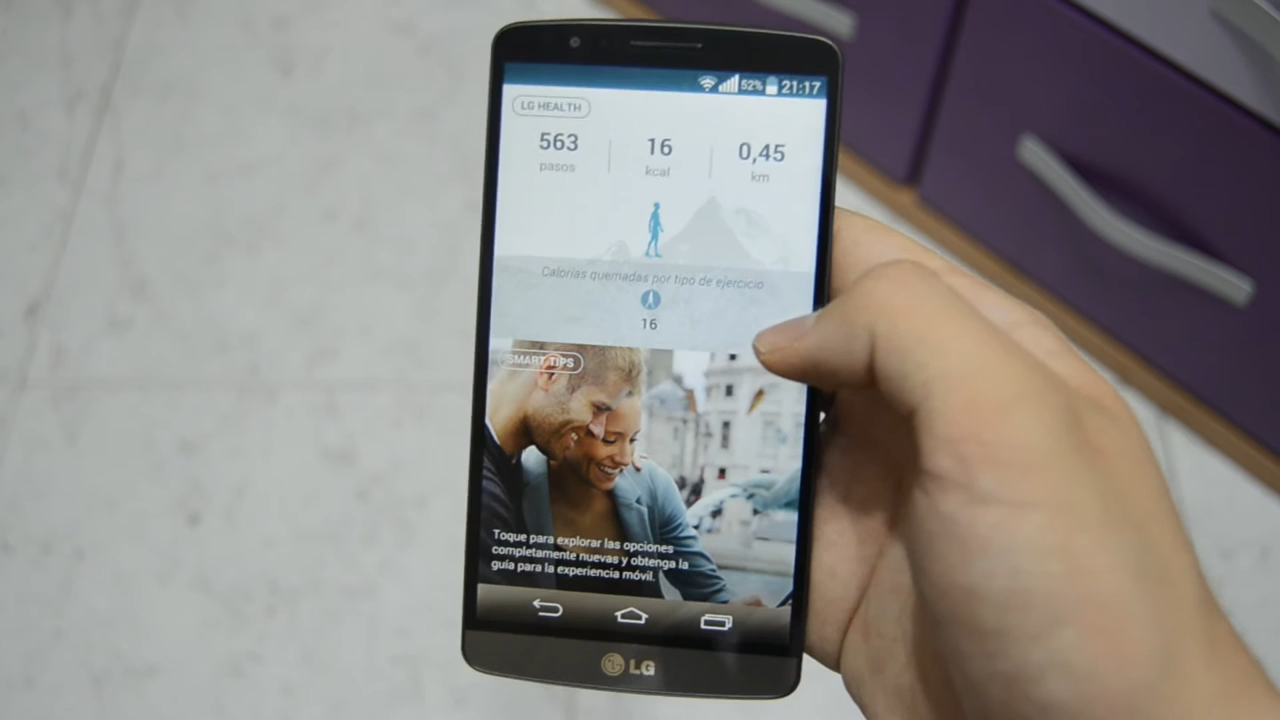 52% 21:17
LG HEALTH
563 16 0,45
pasos kcal km
Calorías quemadas por tipo de ejercicio
16
SMART TIPS
Toque para explorar las opciones
completamente nuevas y obtenga la
guía para la experiencia móvil.
LG